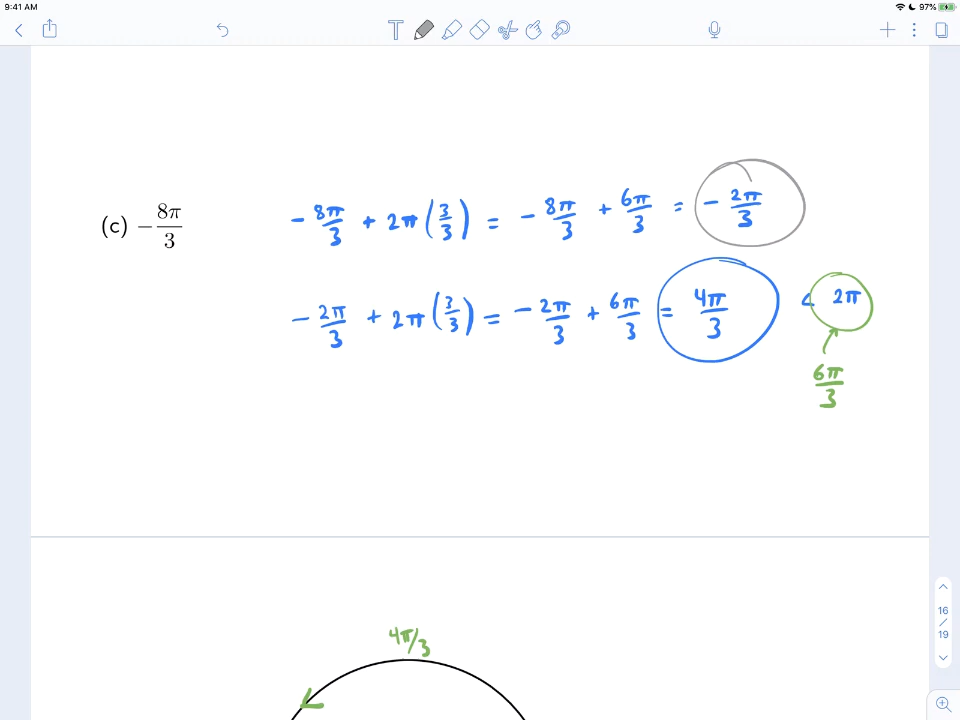 9:41 AM 97%
T
(c) −8π/3
− 8π/3 + 2π (3/3) = − 8π/3 + 6π/3 = − 2π/3
− 2π/3 + 2π (3/3) = − 2π/3 + 6π/3 = 4π/3 < 2π
6π/3
16
/
19
4π/3